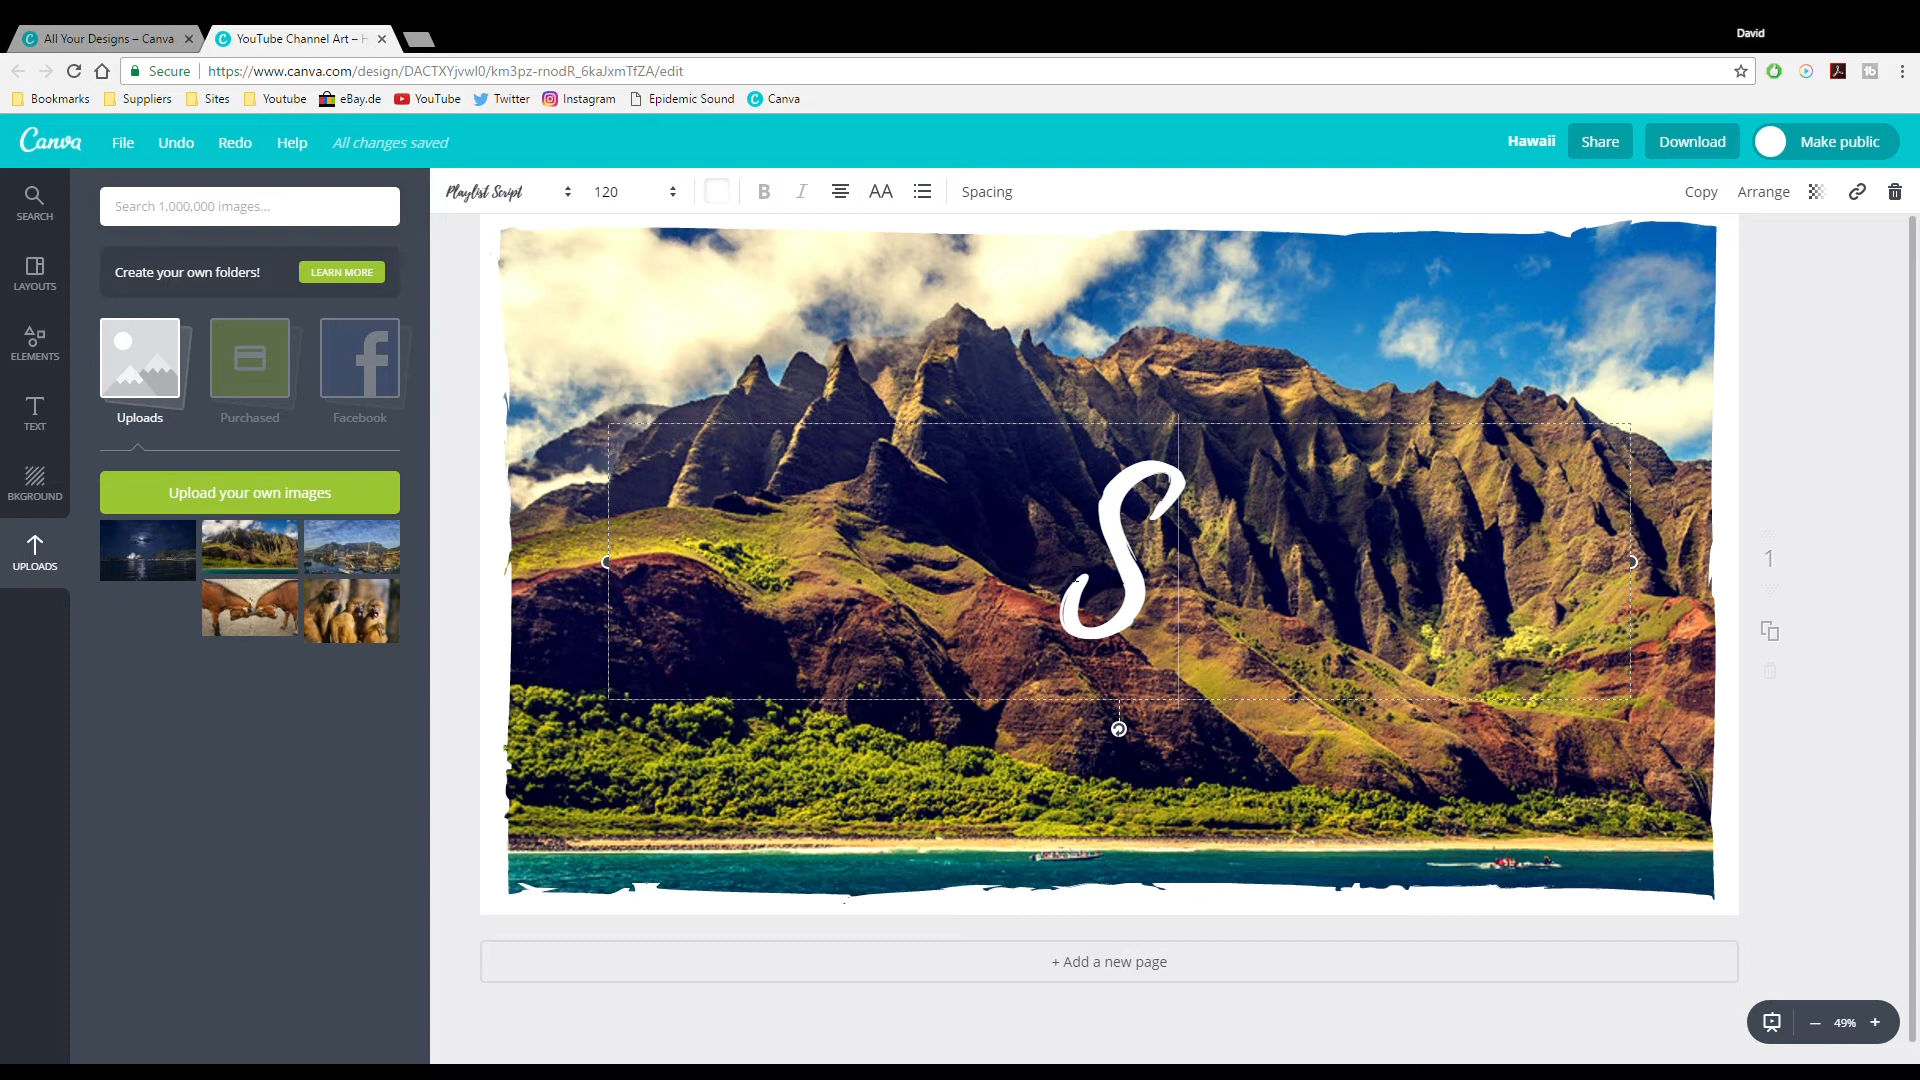 David
All Your Designs – Canva
YouTube Channel Art –
Secure
https://www.canva.com/design/DACTXYjvwl0/km3pz-rnodR_6kaJxmTfZA/edit
Bookmarks Suppliers Sites Youtube eBay.de YouTube Twitter Instagram Epidemic Sound Canva
Canva File Undo Redo Help All changes saved Hawaii Share Download Make public
Playlist Script 120 B I AA Spacing Copy Arrange
Search 1,000,000 images...
SEARCH
Create your own folders! LEARN MORE
LAYOUTS
ELEMENTS
Uploads Purchased Facebook
TEXT
Upload your own images
BKGROUND
UPLOADS
S
1
+ Add a new page
49%